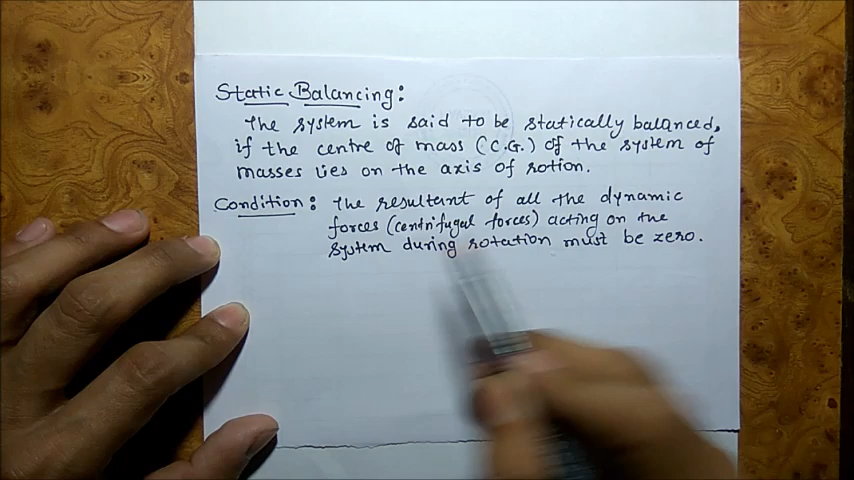 Static Balancing:
The system is said to be statically balanced,
if the centre of mass (C.G.) of the system of
masses lies on the axis of rotion.
Condition: The resultant of all the dynamic
forces (centrifugal forces) acting on the
system during rotation must be zero.